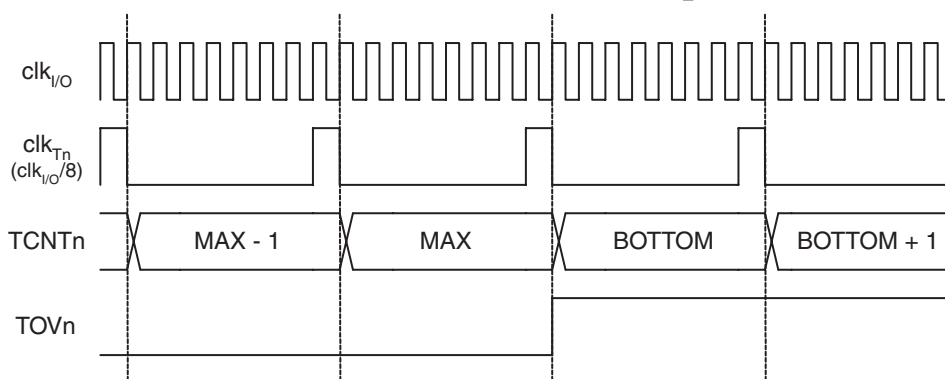 clkI/O
clkTn
(clkI/O/8)
TCNTn
MAX - 1
MAX
BOTTOM
BOTTOM + 1
TOVn